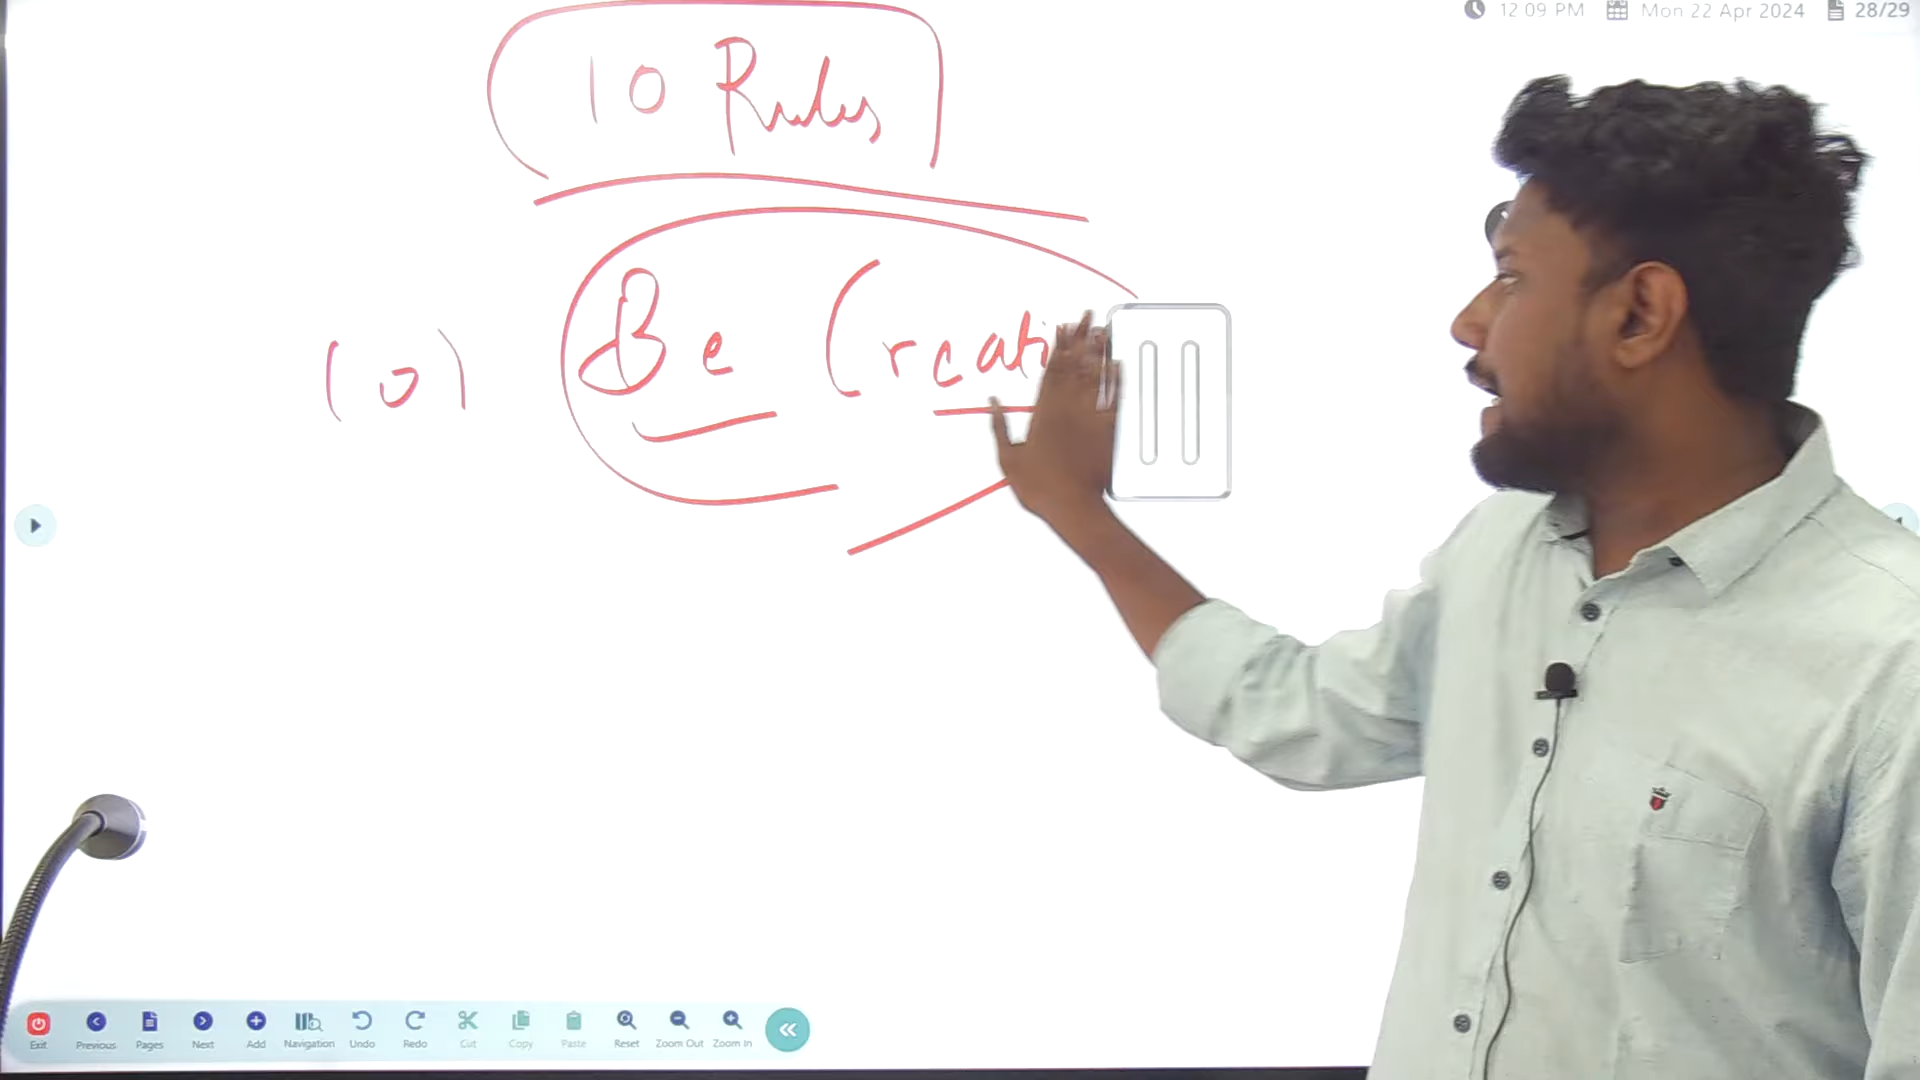 12 09 PM Mon 22 Apr 2024 28/29
10 Rules
(0) Be Creati
Exit Previous Pages Next Add Navigation Undo Redo Cut Copy Paste Reset Zoom Out Zoom In